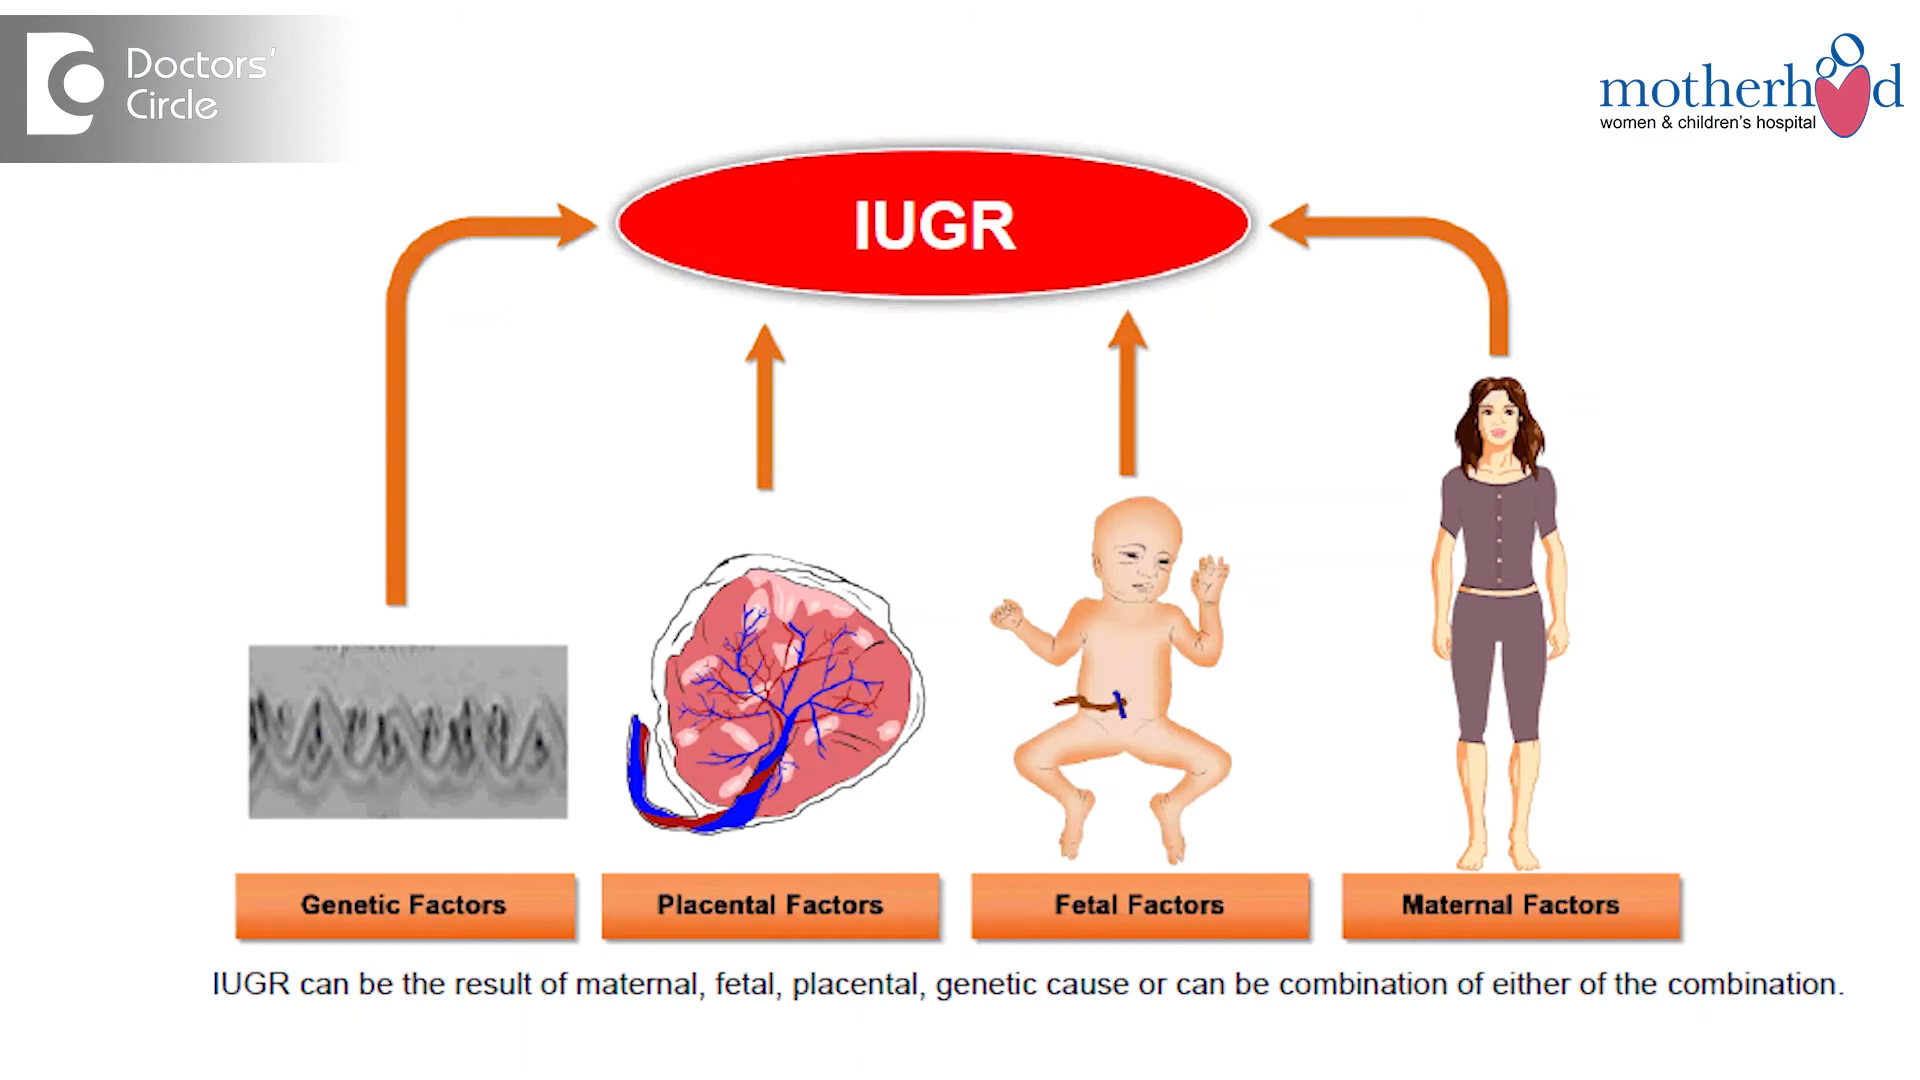 Doctors'
Circle
motherhood
women & children's hospital
IUGR
Genetic Factors
Placental Factors
Fetal Factors
Maternal Factors
IUGR can be the result of maternal, fetal, placental, genetic cause or can be combination of either of the combination.